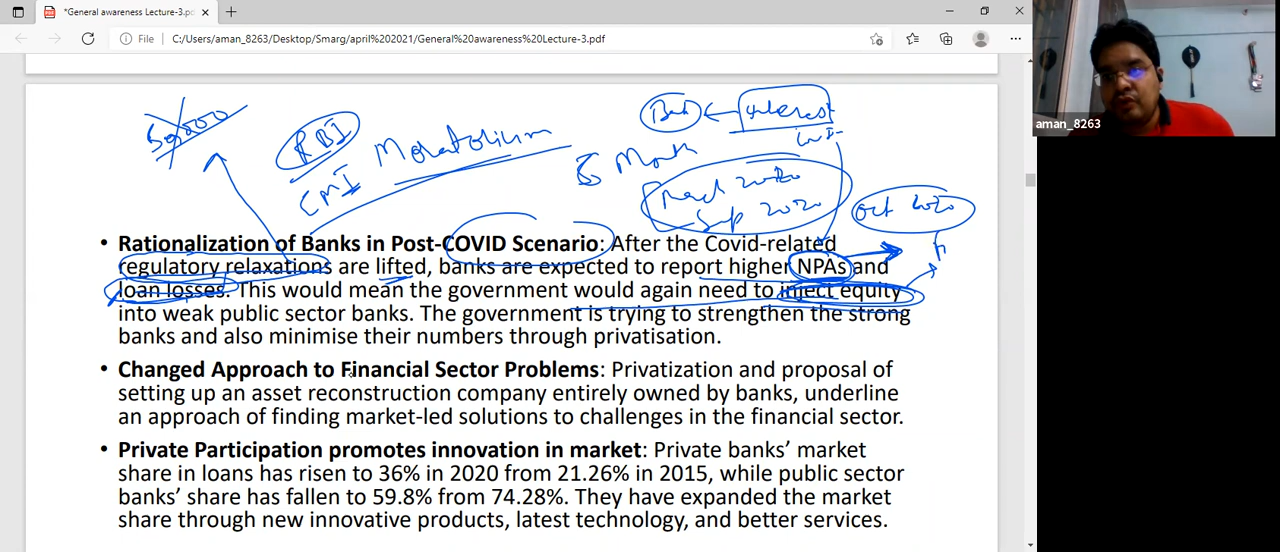 *General awareness Lecture-3.pd
File
C:/Users/aman_8263/Desktop/Smarg/april%202021/General%20awareness%20Lecture-3.pdf
aman_8263
50000
RBI
EMI
Moratolium
6 Month
Interest
March 2020
Sep 2020
Oct 2020
• Rationalization of Banks in Post-COVID Scenario: After the Covid-related
regulatory relaxations are lifted, banks are expected to report higher NPAs and
loan losses. This would mean the government would again need to inject equity
into weak public sector banks. The government is trying to strengthen the strong
banks and also minimise their numbers through privatisation.
• Changed Approach to Financial Sector Problems: Privatization and proposal of
setting up an asset reconstruction company entirely owned by banks, underline
an approach of finding market-led solutions to challenges in the financial sector.
• Private Participation promotes innovation in market: Private banks’ market
share in loans has risen to 36% in 2020 from 21.26% in 2015, while public sector
banks’ share has fallen to 59.8% from 74.28%. They have expanded the market
share through new innovative products, latest technology, and better services.